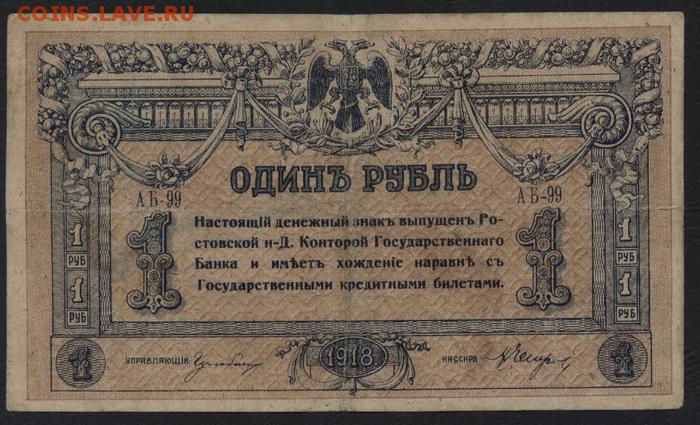 COINS.LAVE.RU
ОДИНЪ РУБЛЬ
АБ-99 АБ-99
Настоящій денежный знакъ выпущенъ Ро-
стовской н-Д. Конторой Государственнаго
Банка и имѣетъ хожденіе наравнѣ съ
Государственными кредитными билетами.
1 1
1 1
РУБ РУБ
1 1
РУБ РУБ
УПРАВЛЯЮЩІЙ 1918 КАССИРЪ
1 1